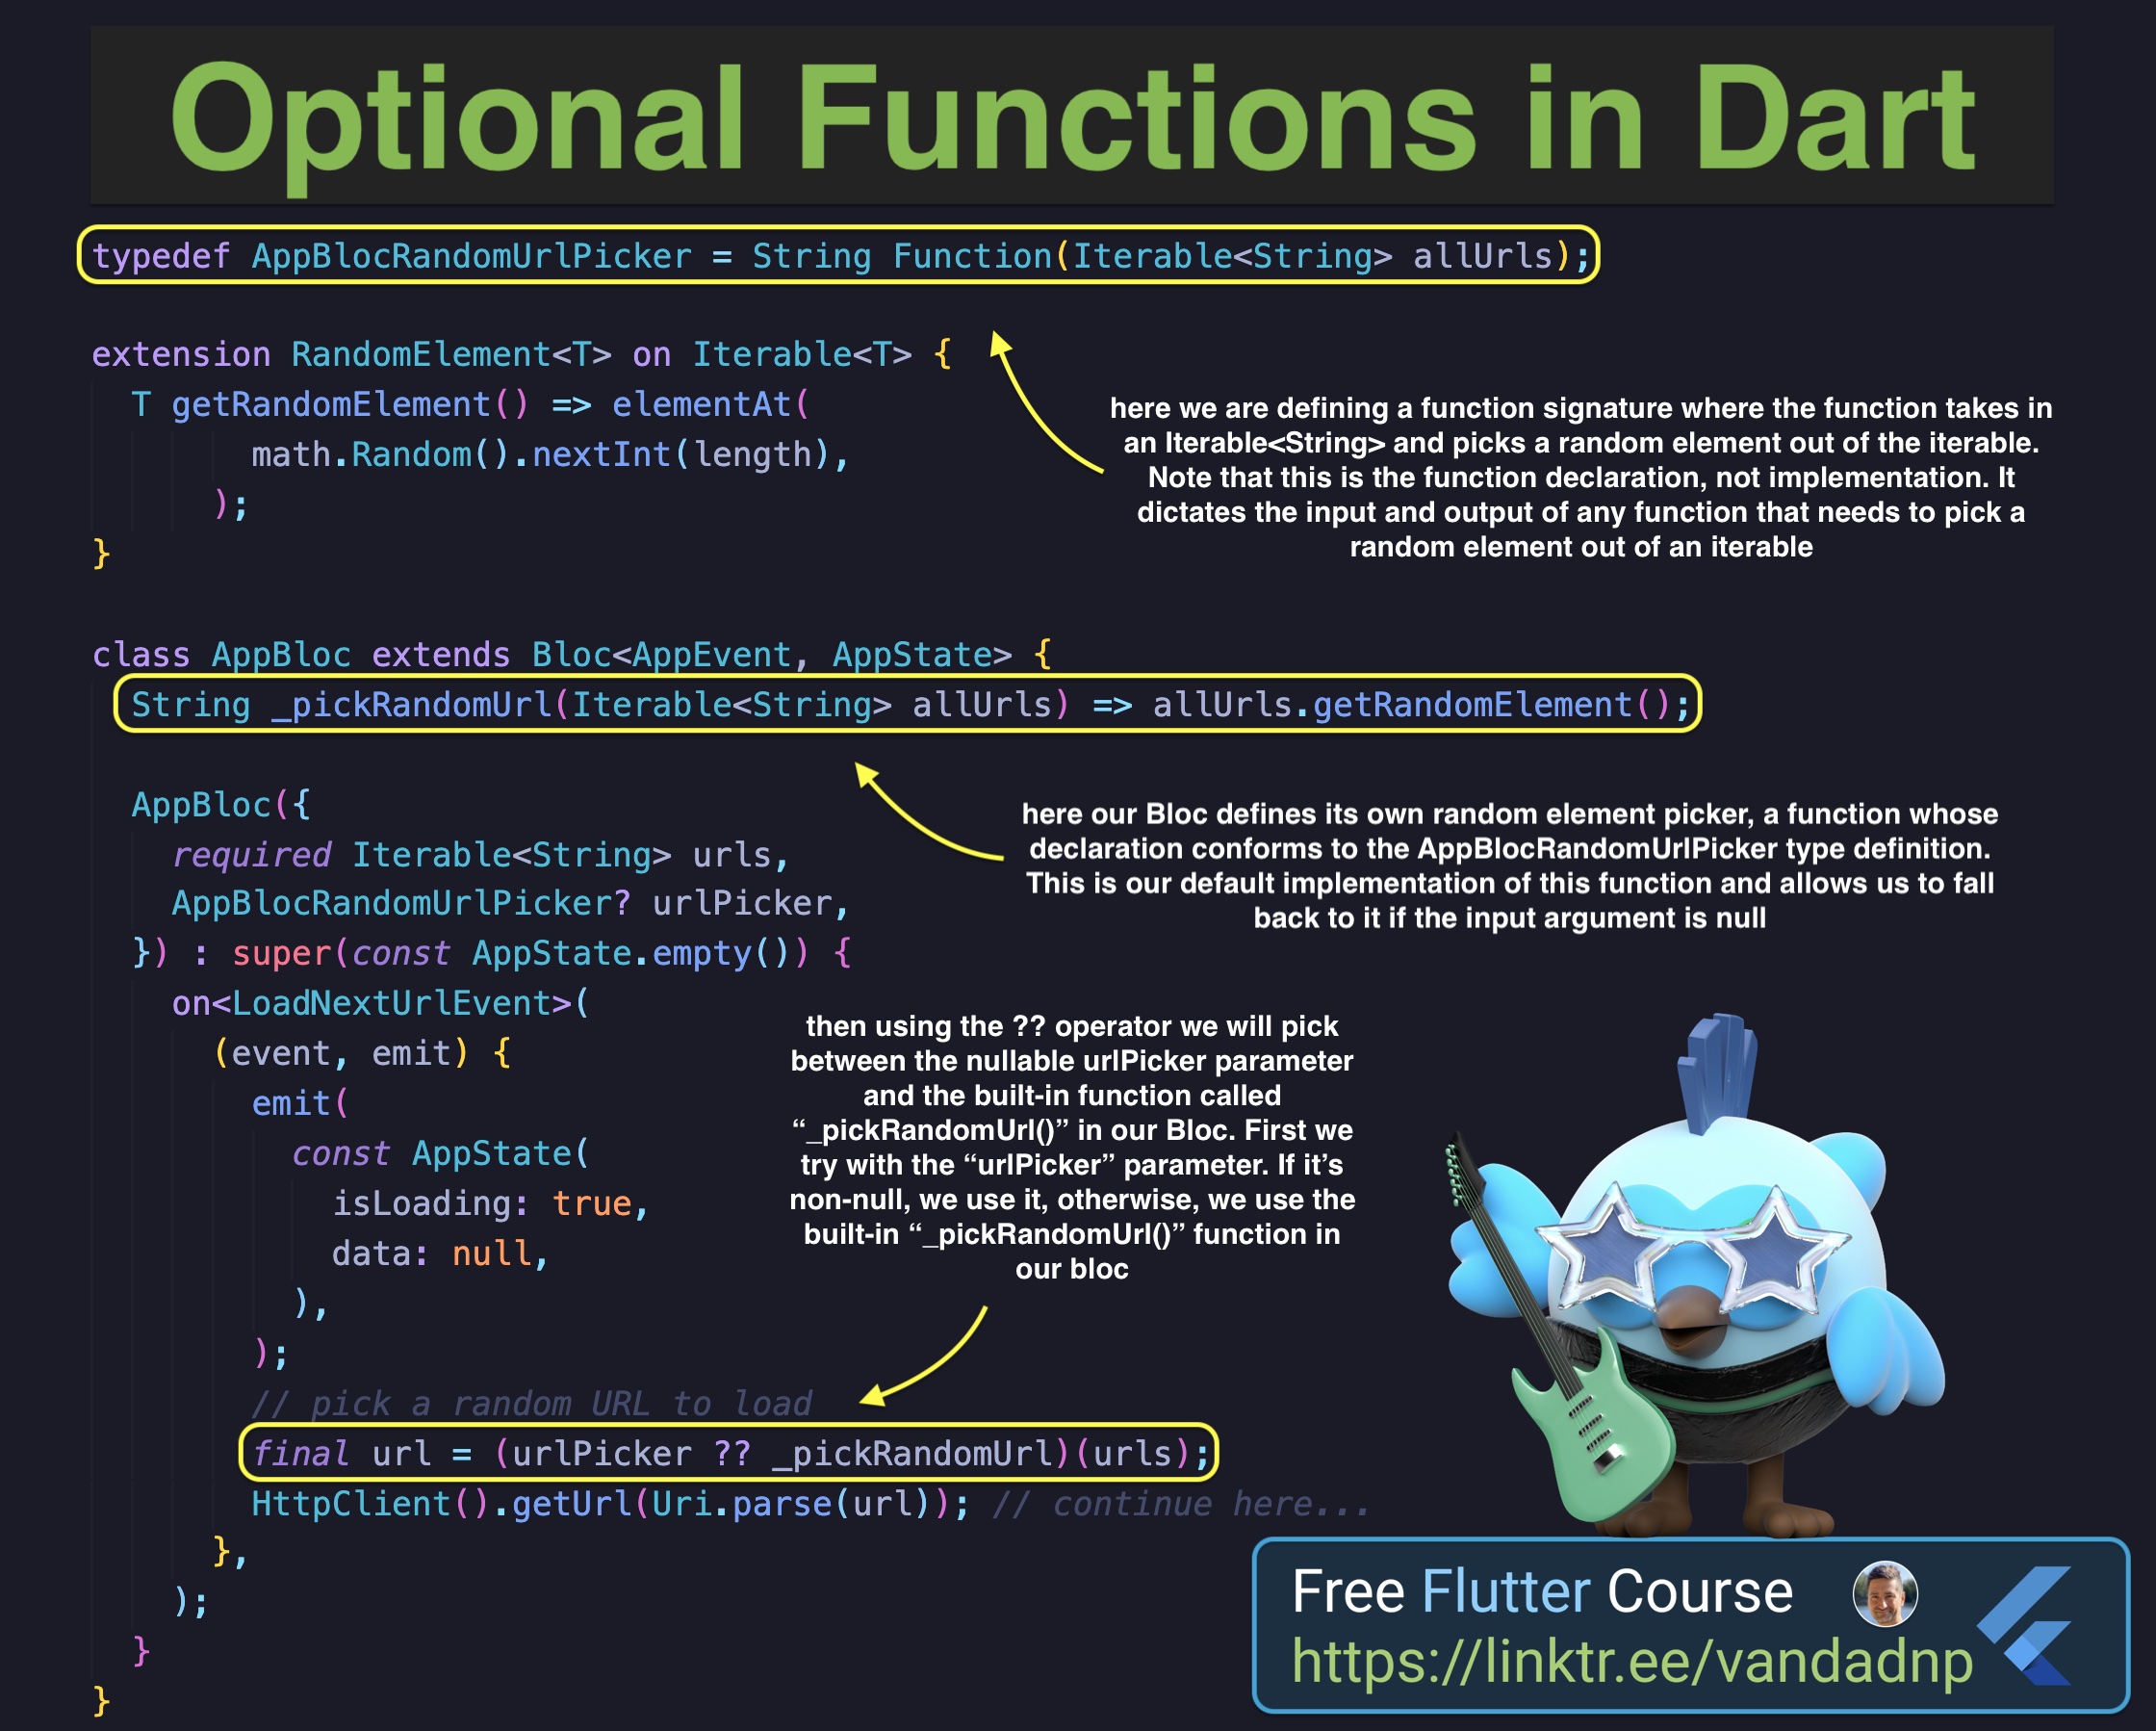 Optional Functions in Dart
typedef AppBlocRandomUrlPicker = String Function(Iterable<String> allUrls);
extension RandomElement<T> on Iterable<T> {
  T getRandomElement() => elementAt(
        math.Random().nextInt(length),
      );
}
here we are defining a function signature where the function takes in
an Iterable<String> and picks a random element out of the iterable.
Note that this is the function declaration, not implementation. It
dictates the input and output of any function that needs to pick a
random element out of an iterable
class AppBloc extends Bloc<AppEvent, AppState> {
  String _pickRandomUrl(Iterable<String> allUrls) => allUrls.getRandomElement();
here our Bloc defines its own random element picker, a function whose
declaration conforms to the AppBlocRandomUrlPicker type definition.
This is our default implementation of this function and allows us to fall
back to it if the input argument is null
  AppBloc({
    required Iterable<String> urls,
    AppBlocRandomUrlPicker? urlPicker,
  }) : super(const AppState.empty()) {
    on<LoadNextUrlEvent>(
      (event, emit) {
        emit(
          const AppState(
            isLoading: true,
            data: null,
          ),
        );
then using the ?? operator we will pick
between the nullable urlPicker parameter
and the built-in function called
“_pickRandomUrl()” in our Bloc. First we
try with the “urlPicker” parameter. If it’s
non-null, we use it, otherwise, we use the
built-in “_pickRandomUrl()” function in
our bloc
        // pick a random URL to load
        final url = (urlPicker ?? _pickRandomUrl)(urls);
        HttpClient().getUrl(Uri.parse(url)); // continue here...
      },
    );
  }
}
Free Flutter Course
https://linktr.ee/vandadnp